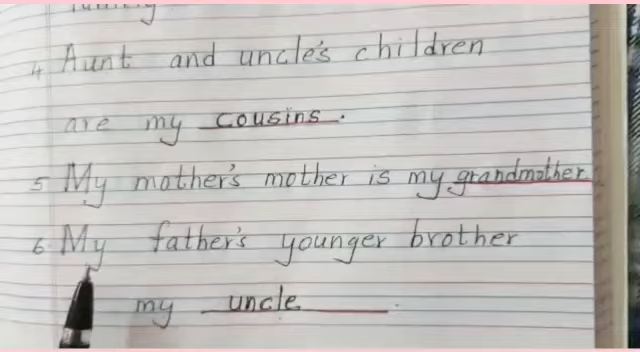 4 Aunt and uncle's children
are my cousins.
5 My mother's mother is my grandmother
6 My father's younger brother
my uncle.